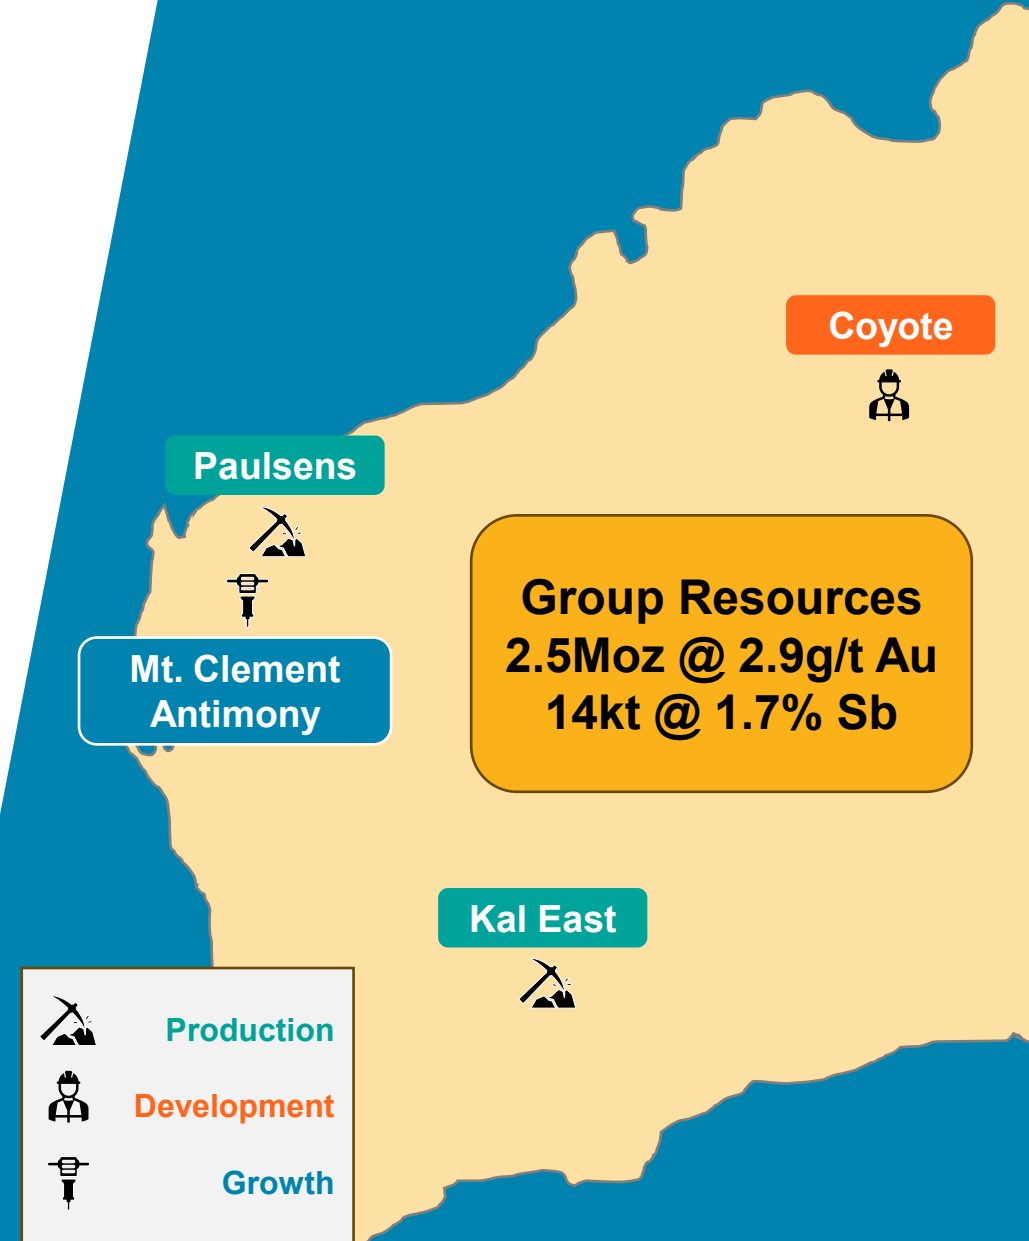 Coyote
Paulsens
Mt. Clement
Antimony
Group Resources
2.5Moz @ 2.9g/t Au
14kt @ 1.7% Sb
Kal East
Production
Development
Growth